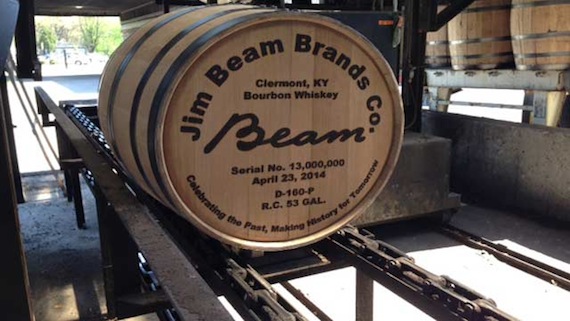 Jim Beam Brands Co.
Clermont, KY
Bourbon Whiskey
Beam
Serial No. 13,000,000
April 23, 2014
D-160-P
R.C. 53 GAL.
Celebrating the Past, Making History for Tomorrow